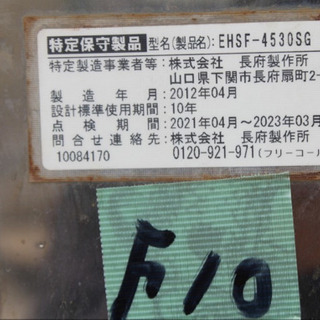 特定保守製品 型名(製品名):EHSF-4530SG
特定製造事業者等:株式会社 長府製作所
山口県下関市長府扇町2-
製造年月:2012年04月
設計標準使用期間:10年
点検期間:2021年04月~2023年03月
問合せ連絡先:株式会社 長府製作所
10084170 0120-921-971(フリーコール
F10